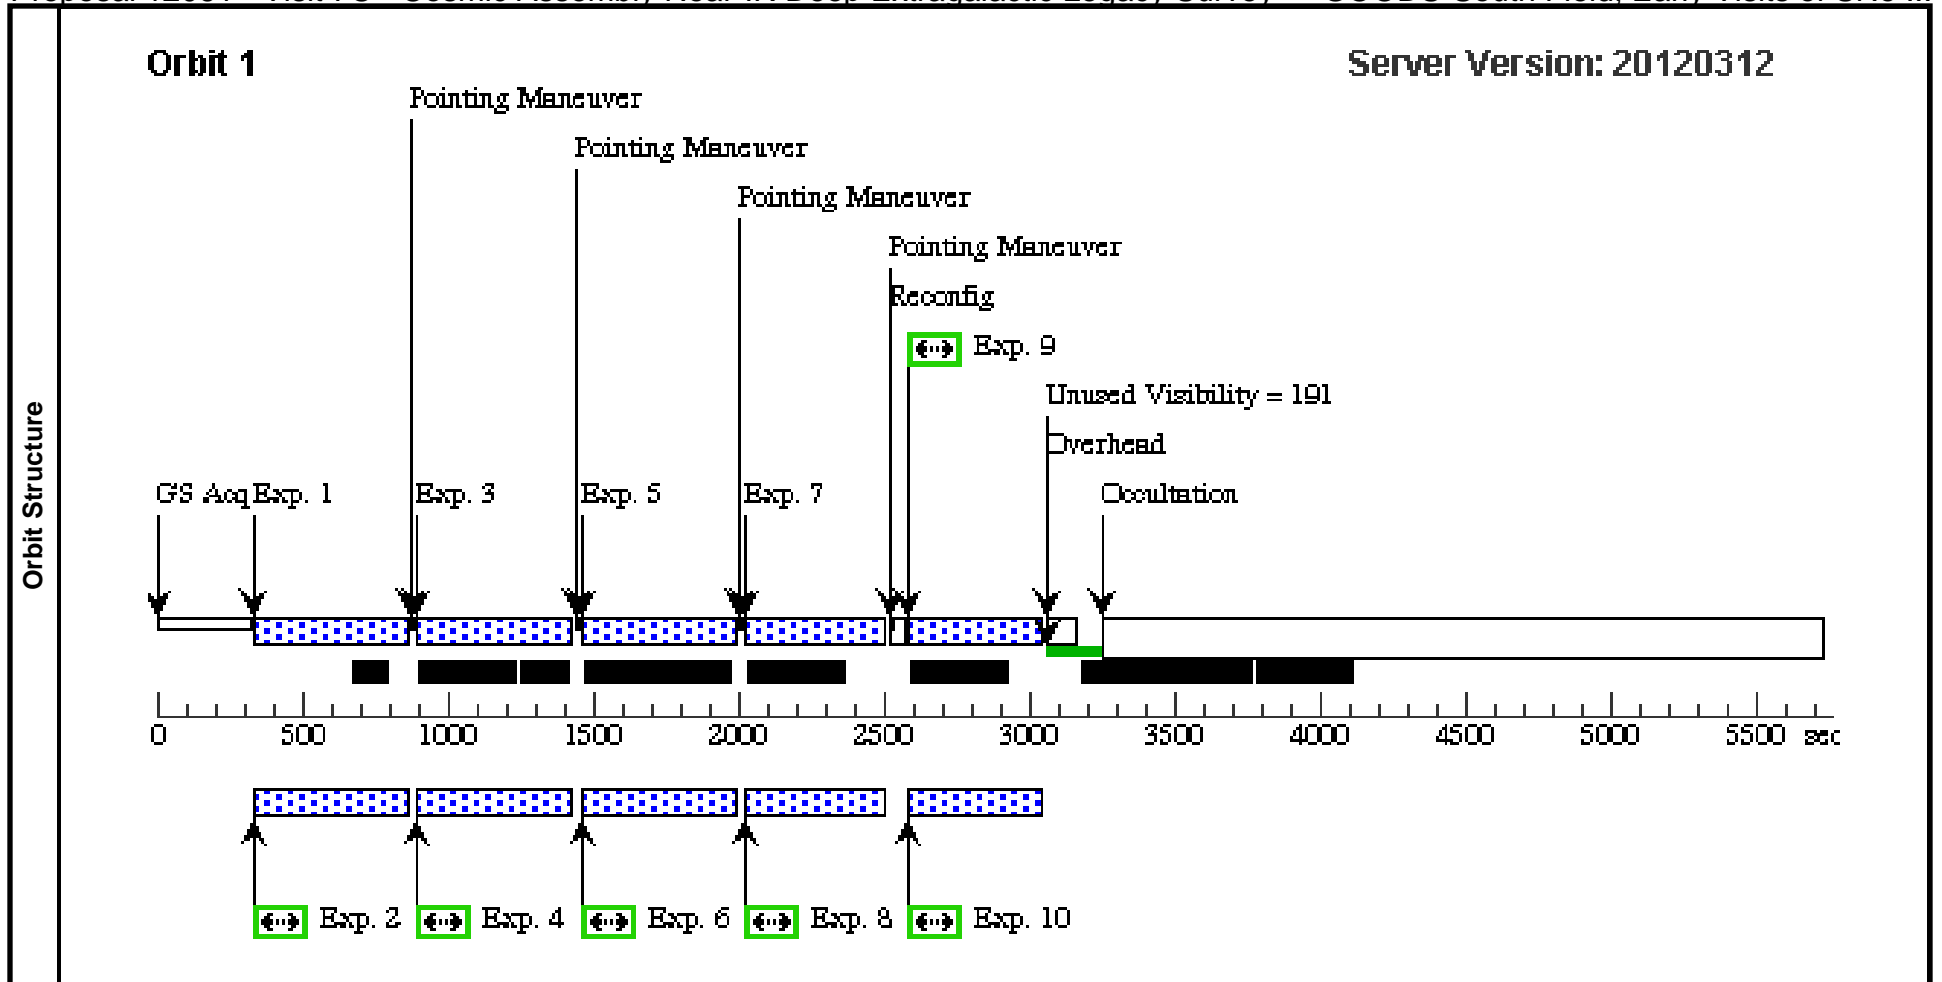 Orbit 1
Server Version: 20120312
Pointing Maneuver
Pointing Maneuver
Pointing Maneuver
Pointing Maneuver
Reconfig
Exp. 9
Unused Visibility = 191
Overhead
GS Acq Exp. 1 Exp. 3 Exp. 5 Exp. 7 Occultation
Orbit Structure
0 500 1000 1500 2000 2500 3000 3500 4000 4500 5000 5500 sec
Exp. 2 Exp. 4 Exp. 6 Exp. 8 Exp. 10